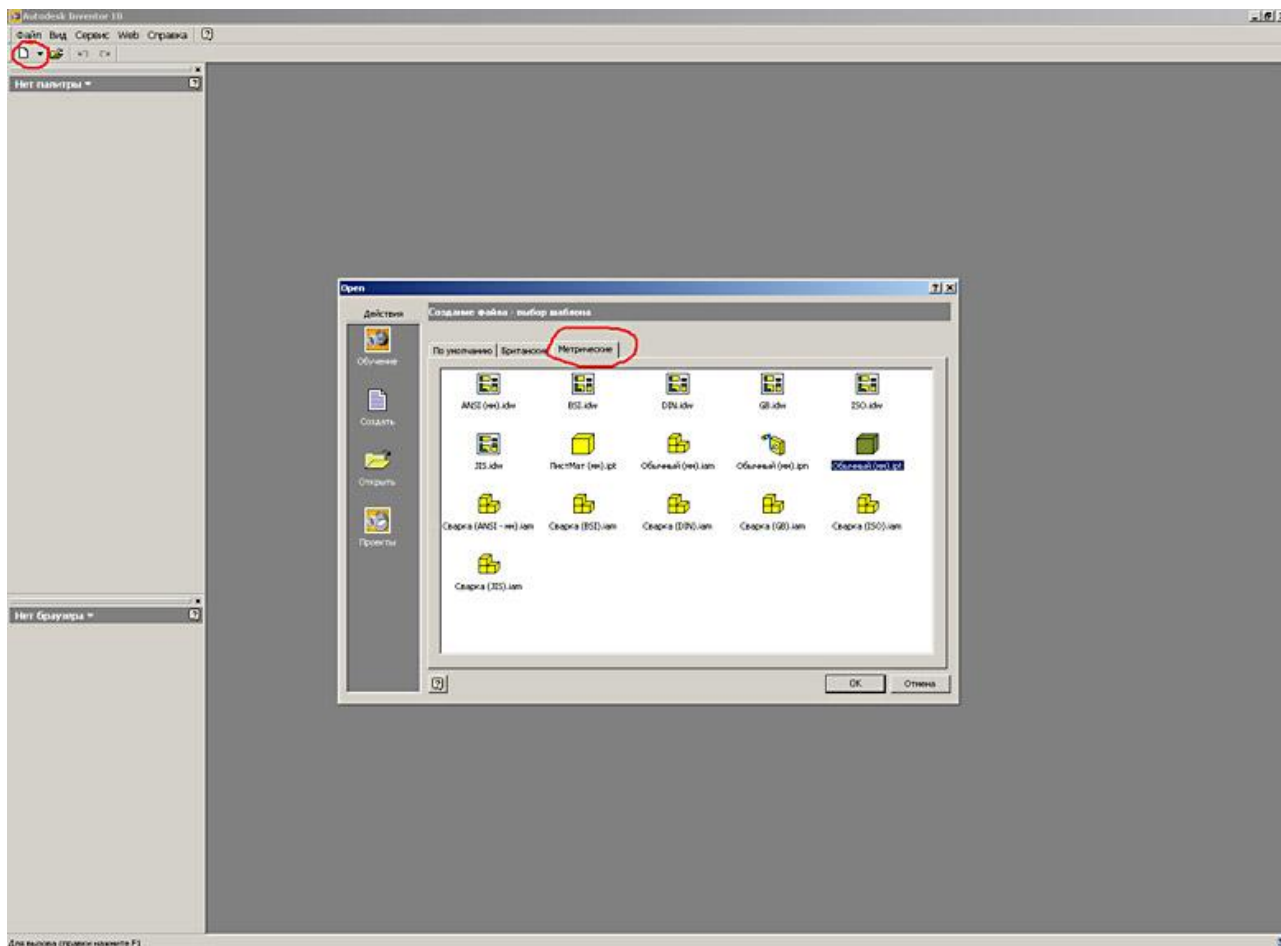 Autodesk Inventor 10
Файл Вид Сервис Web Справка
Нет палитры
Open
Действия
Создание файла - выбор шаблона
По умолчанию Британские Метрические
Обучение
Создать
Открыть
Проекты
ANSI (мм).idw BSI.idw DIN.idw GB.idw ISO.idw
JIS.idw ЛистМат (мм).ipt Обычный (мм).iam Обычный (мм).ipn Обычный (мм).ipt
Сварка (ANSI - мм).iam Сварка (BSI).iam Сварка (DIN).iam Сварка (GB).iam Сварка (ISO).iam
Сварка (JIS).iam
OK Отмена
Нет браузера
Для вызова справки нажмите F1